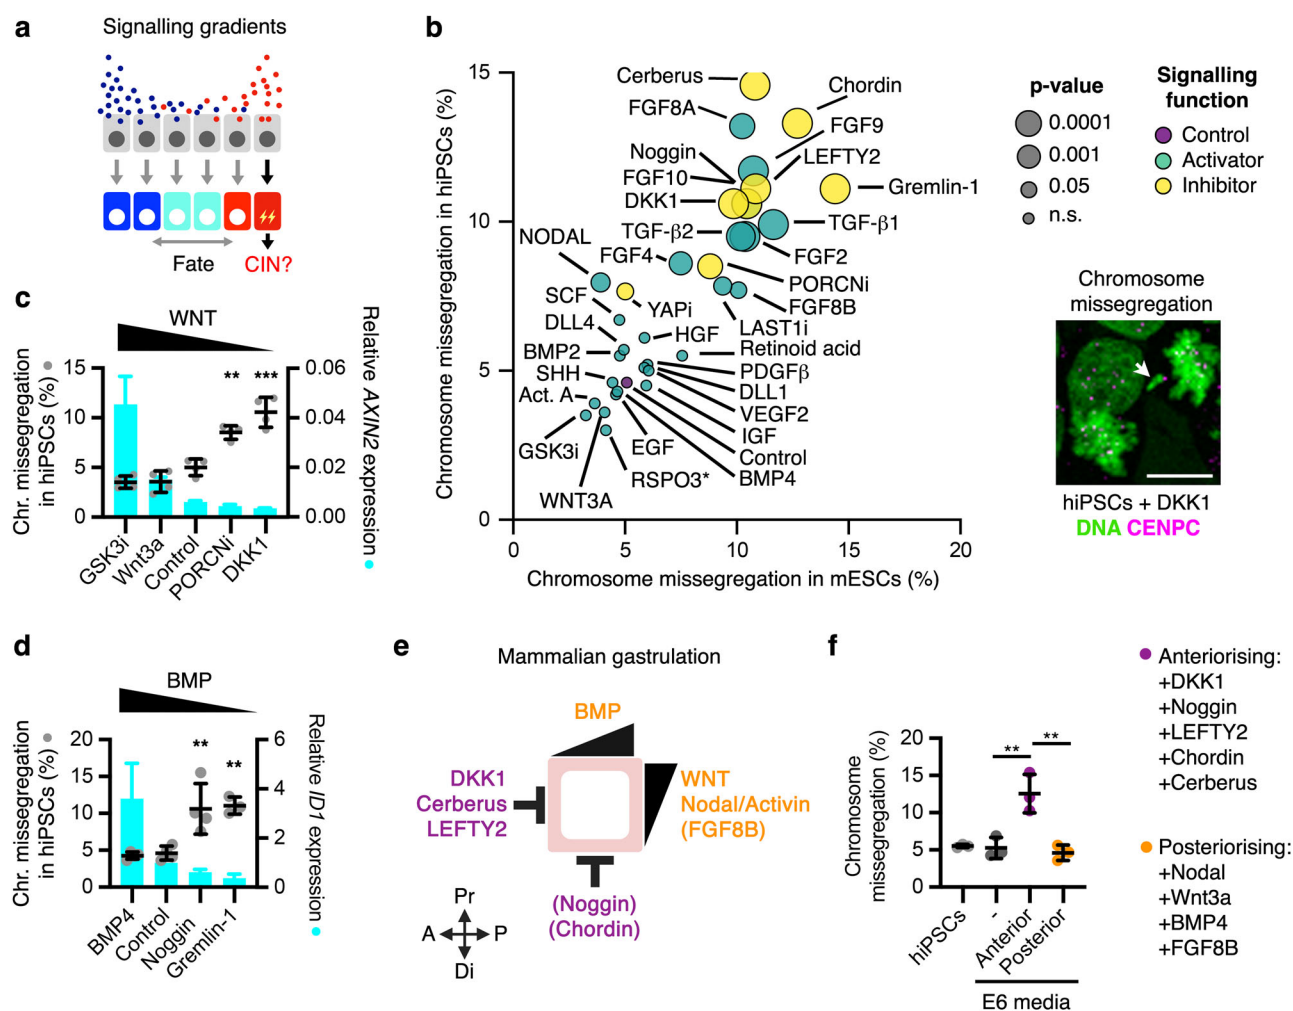 a
Signalling gradients
Fate
CIN?
b
Chromosome missegregation in hiPSCs (%)
15
10
5
0
0
5
10
15
20
Chromosome missegregation in mESCs (%)
Cerberus
Chordin
FGF8A
FGF9
Noggin
LEFTY2
FGF10
Gremlin-1
DKK1
TGF-β1
TGF-β2
NODAL
FGF4
FGF2
PORCNi
SCF
YAPi
FGF8B
LAST1i
DLL4
HGF
Retinoid acid
BMP2
PDGFβ
SHH
DLL1
Act. A
VEGF2
IGF
GSK3i
EGF
Control
RSPO3*
BMP4
WNT3A
p-value
0.0001
0.001
0.05
n.s.
Signalling
function
Control
Activator
Inhibitor
Chromosome
missegregation
hiPSCs + DKK1
DNA CENPC
c
WNT
Chr. missegregation
in hiPSCs (%)
15
10
5
0
** ***
0.06
0.04
0.02
0.00
Relative AXIN2 expression
GSK3i
Wnt3a
Control
PORCNi
DKK1
d
BMP
Chr. missegregation
in hiPSCs (%)
20
15
10
5
0
** **
6
4
2
0
Relative ID1 expression
BMP4
Control
Noggin
Gremlin-1
e
Mammalian gastrulation
BMP
DKK1
Cerberus
LEFTY2
WNT
Nodal/Activin
(FGF8B)
(Noggin)
(Chordin)
Pr
A P
Di
f
Chromosome
missegregation (%)
20
15
10
5
0
** **
hiPSCs
-
Anterior
Posterior
E6 media
Anteriorising:
+DKK1
+Noggin
+LEFTY2
+Chordin
+Cerberus
Posteriorising:
+Nodal
+Wnt3a
+BMP4
+FGF8B